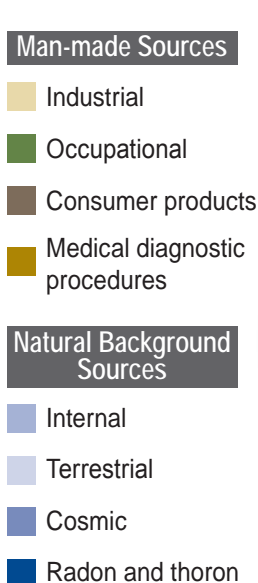 Man-made Sources
Industrial
Occupational
Consumer products
Medical diagnostic
procedures
Natural Background
Sources
Internal
Terrestrial
Cosmic
Radon and thoron